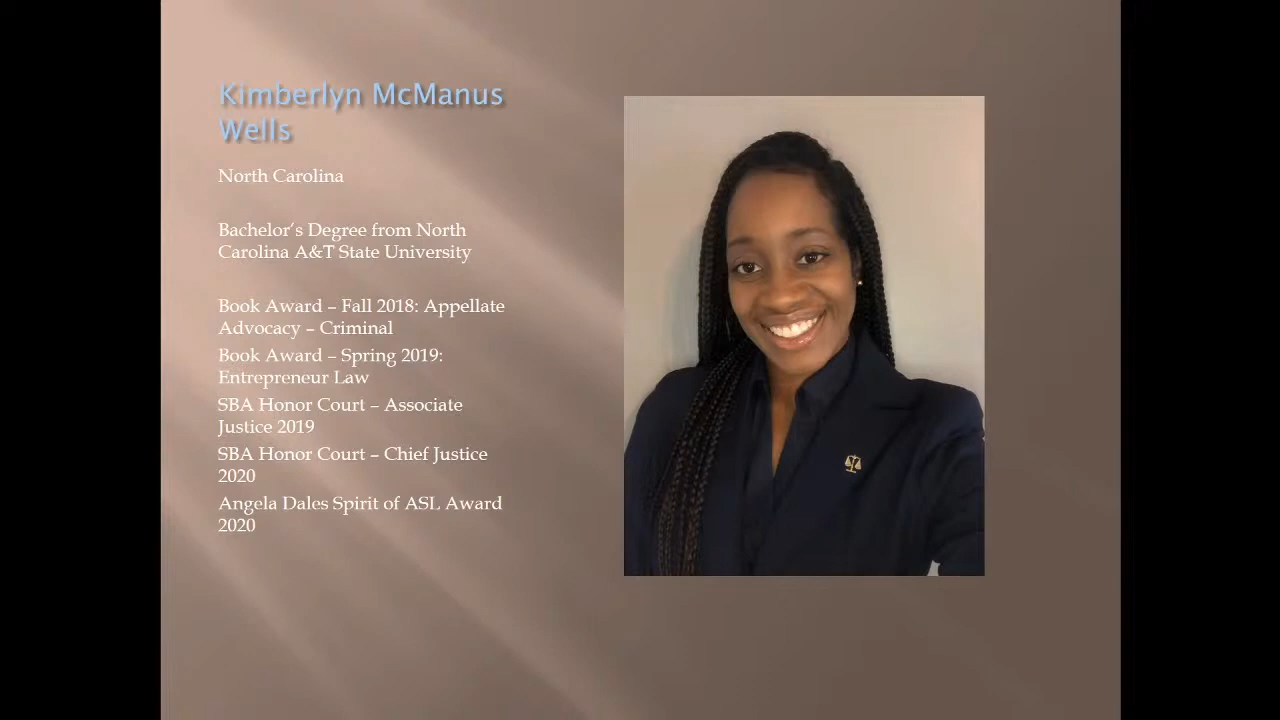 Kimberlyn McManus
Wells
North Carolina
Bachelor’s Degree from North
Carolina A&T State University
Book Award – Fall 2018: Appellate
Advocacy – Criminal
Book Award – Spring 2019:
Entrepreneur Law
SBA Honor Court – Associate
Justice 2019
SBA Honor Court – Chief Justice
2020
Angela Dales Spirit of ASL Award
2020